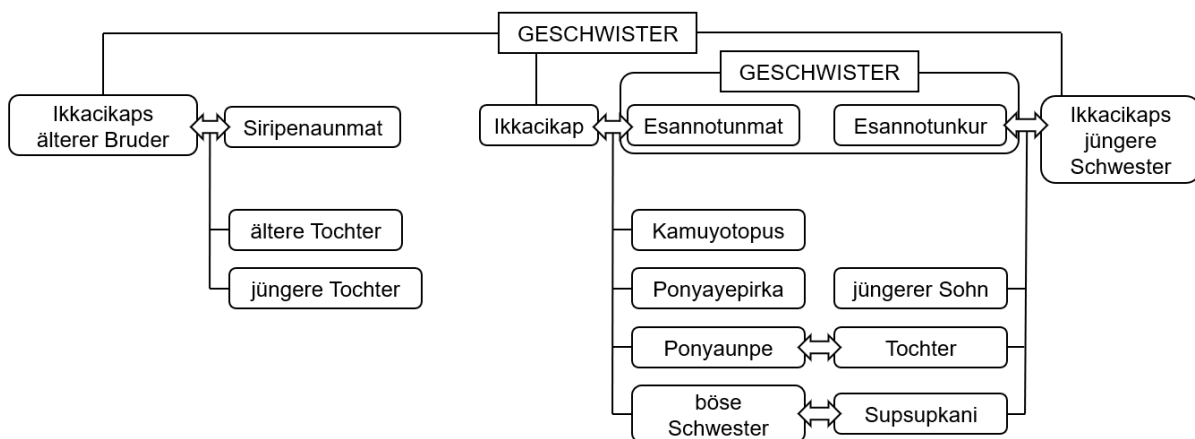 GESCHWISTER
GESCHWISTER
Ikkacikaps
älterer Bruder
Siripenaunmat
Ikkacikap
Esannotunmat
Esannotunkur
Ikkacikaps
jüngere
Schwester
ältere Tochter
Kamuyotopus
jüngere Tochter
Ponyayepirka
jüngerer Sohn
Ponyaunpe
Tochter
böse
Schwester
Supsupkani